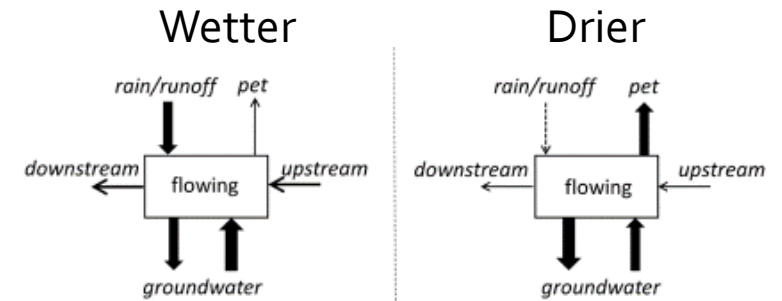 Wetter
rain/runoff pet
downstream flowing upstream
groundwater
Drier
rain/runoff pet
downstream flowing upstream
groundwater